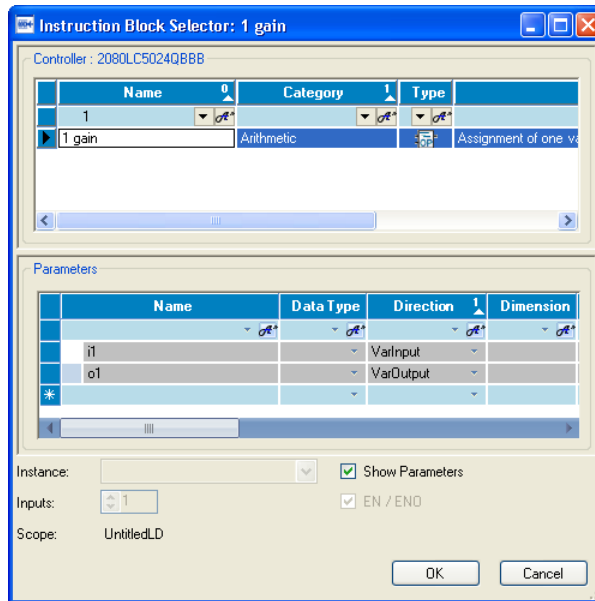 Instruction Block Selector: 1 gain
Controller : 2080LC5024QBBB
Name 0 Category 1 Type
1
1 gain Arithmetic OP Assignment of one va
Parameters
Name Data Type Direction 1 Dimension
i1 VarInput
o1 VarOutput
Instance: Show Parameters
Inputs: 1 EN / ENO
Scope: UntitledLD
OK Cancel